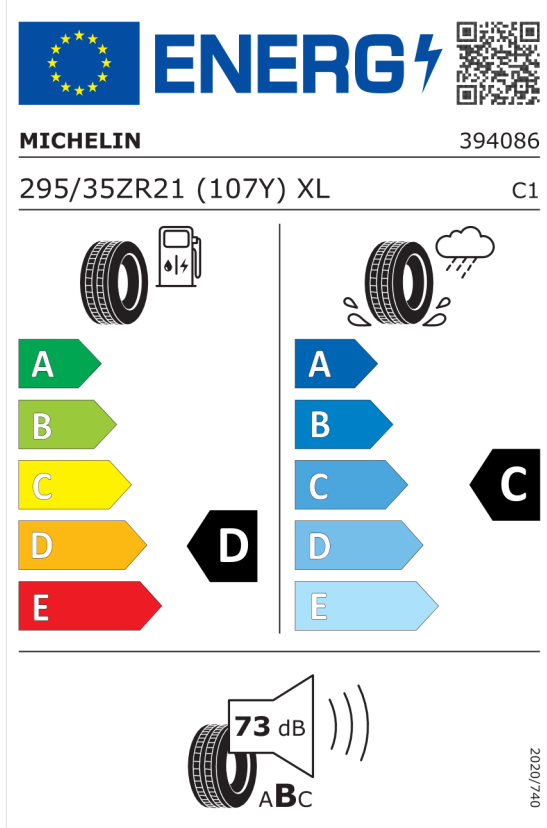 ENERG
MICHELIN 394086
295/35ZR21 (107Y) XL C1
A
B
C
D
E
D
A
B
C
D
E
C
73 dB
ABC
2020/740